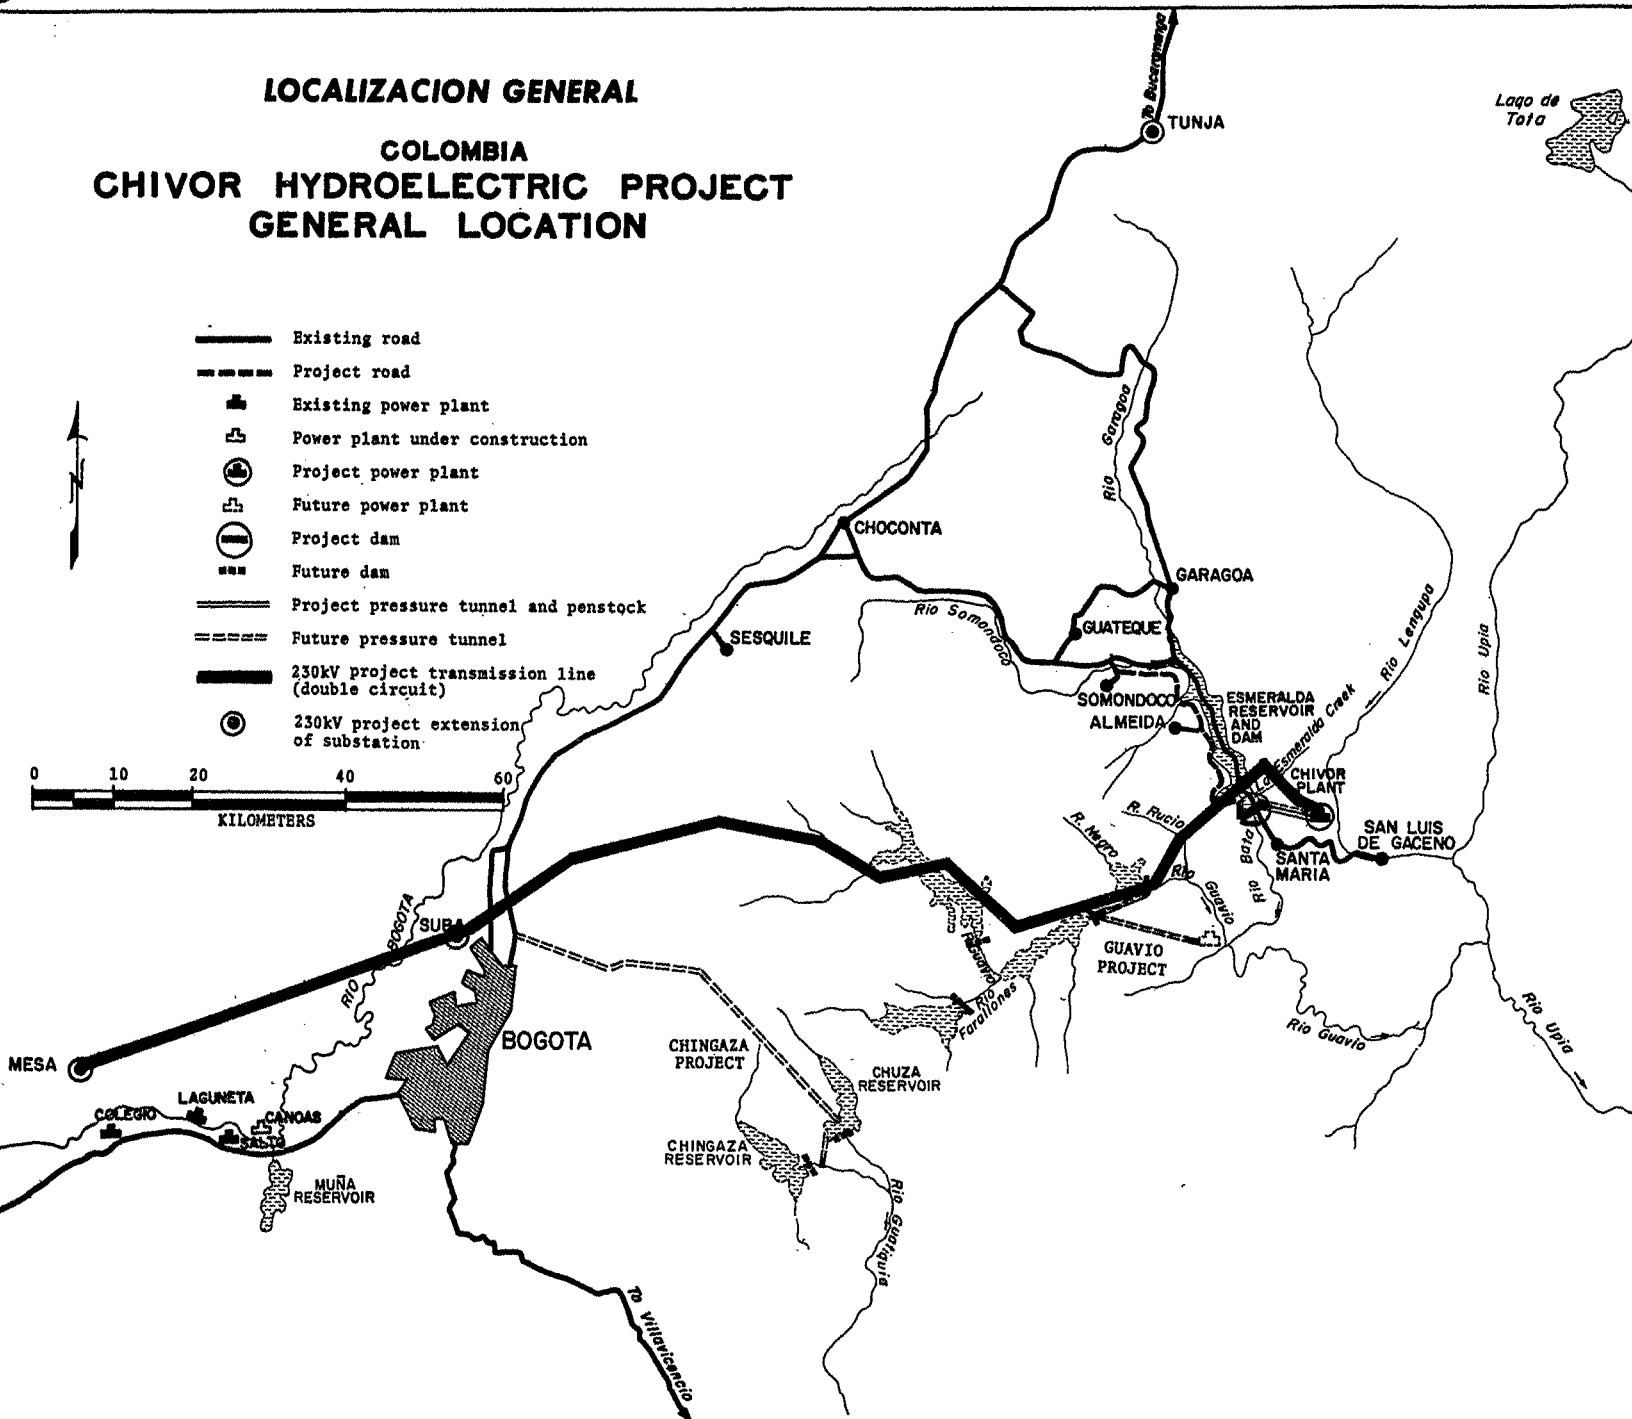 LOCALIZACION GENERAL
COLOMBIA
CHIVOR HYDROELECTRIC PROJECT
GENERAL LOCATION
Existing road
Project road
Existing power plant
Power plant under construction
Project power plant
Future power plant
Project dam
Future dam
Project pressure tunnel and penstock
Future pressure tunnel
230kV project transmission line
(double circuit)
230kV project extension
of substation
N
0 10 20 40 60
KILOMETERS
To Bucaramanga
TUNJA
Lago de
Tota
Rio Garagoa
CHOCONTA
GARAGOA
Rio Somondoco
GUATEQUE
SESQUILE
SOMONDOCO
ALMEIDA
ESMERALDA
RESERVOIR
AND
DAM
La Esmeralda Creek
Rio Lengupa
Rio Upia
CHIVOR
PLANT
SAN LUIS
DE GACENO
SANTA
MARIA
Rio Bata
R. Rucio
R. Negro
Rio Guavio
GUAVIO
PROJECT
R. Guavio
Rio
Farallones
Rio Guavio
Rio Upia
SUBA
RIO BOGOTA
BOGOTA
MESA
COLEGIO
LAGUNETA
SALTO
CANOAS
MUÑA
RESERVOIR
CHINGAZA
PROJECT
CHUZA
RESERVOIR
CHINGAZA
RESERVOIR
Rio Guatiquia
To Villavicencio